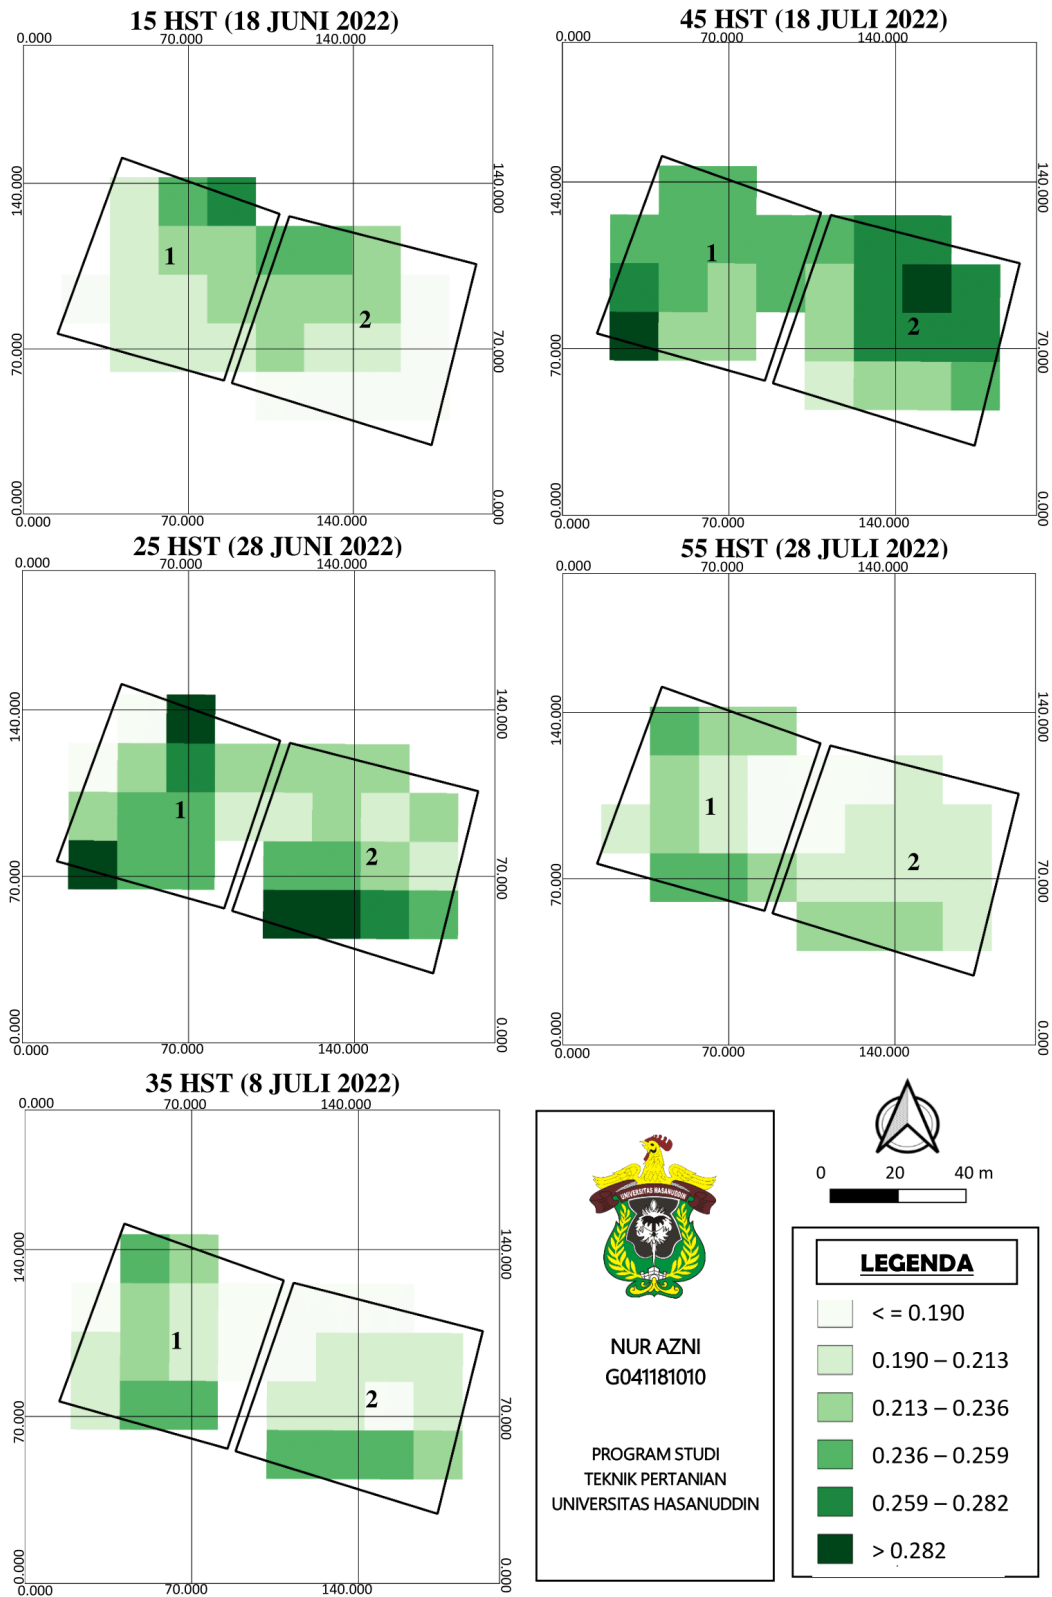 15 HST (18 JUNI 2022)
0.000 70.000 140.000
140.000 140.000
1
2
70.000 70.000
0.000 0.000
0.000 70.000 140.000
45 HST (18 JULI 2022)
0.000 70.000 140.000
140.000 140.000
1
2
70.000 70.000
0.000 0.000
0.000 70.000 140.000
25 HST (28 JUNI 2022)
0.000 70.000 140.000
140.000 140.000
1
2
70.000 70.000
0.000 0.000
0.000 70.000 140.000
55 HST (28 JULI 2022)
0.000 70.000 140.000
140.000 140.000
1
2
70.000 70.000
0.000 0.000
0.000 70.000 140.000
35 HST (8 JULI 2022)
0.000 70.000 140.000
140.000 140.000
1
2
70.000 70.000
0.000 0.000
0.000 70.000 140.000
UNIVERSITAS HASANUDDIN
NUR AZNI
G041181010
PROGRAM STUDI
TEKNIK PERTANIAN
UNIVERSITAS HASANUDDIN
0 20 40 m
LEGENDA
< = 0.190
0.190 – 0.213
0.213 – 0.236
0.236 – 0.259
0.259 – 0.282
> 0.282